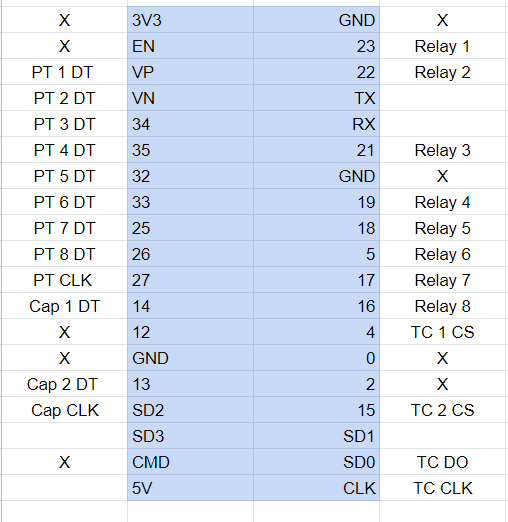 X 3V3 GND X
X EN 23 Relay 1
PT 1 DT VP 22 Relay 2
PT 2 DT VN TX
PT 3 DT 34 RX
PT 4 DT 35 21 Relay 3
PT 5 DT 32 GND X
PT 6 DT 33 19 Relay 4
PT 7 DT 25 18 Relay 5
PT 8 DT 26 5 Relay 6
PT CLK 27 17 Relay 7
Cap 1 DT 14 16 Relay 8
X 12 4 TC 1 CS
X GND 0 X
Cap 2 DT 13 2 X
Cap CLK SD2 15 TC 2 CS
SD3 SD1
X CMD SD0 TC DO
5V CLK TC CLK